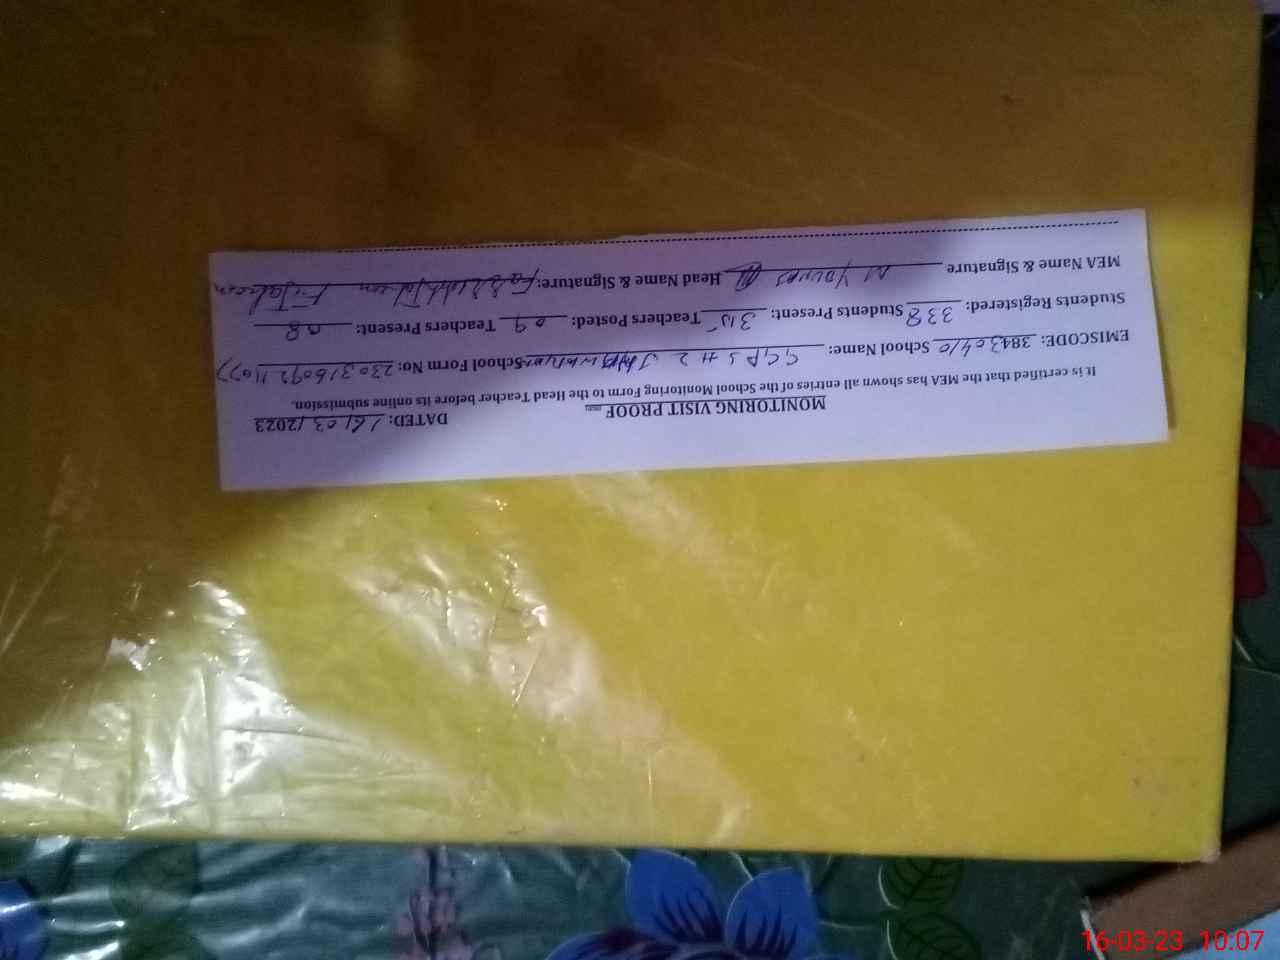 MONITORING VISIT PROOF DATED: 16/03/2023
It is certified that the MEA has shown all entries of the School Monitoring Form to the Head Teacher before its online submission.
EMISCODE: 38430410 School Name: GGPS # 2 School Form No:
Students Registered: 338 Students Present: 315 Teachers Posted: 09 Teachers Present: 08
MEA Name & Signature M Younas Head Name & Signature:
16-03-23 10:07